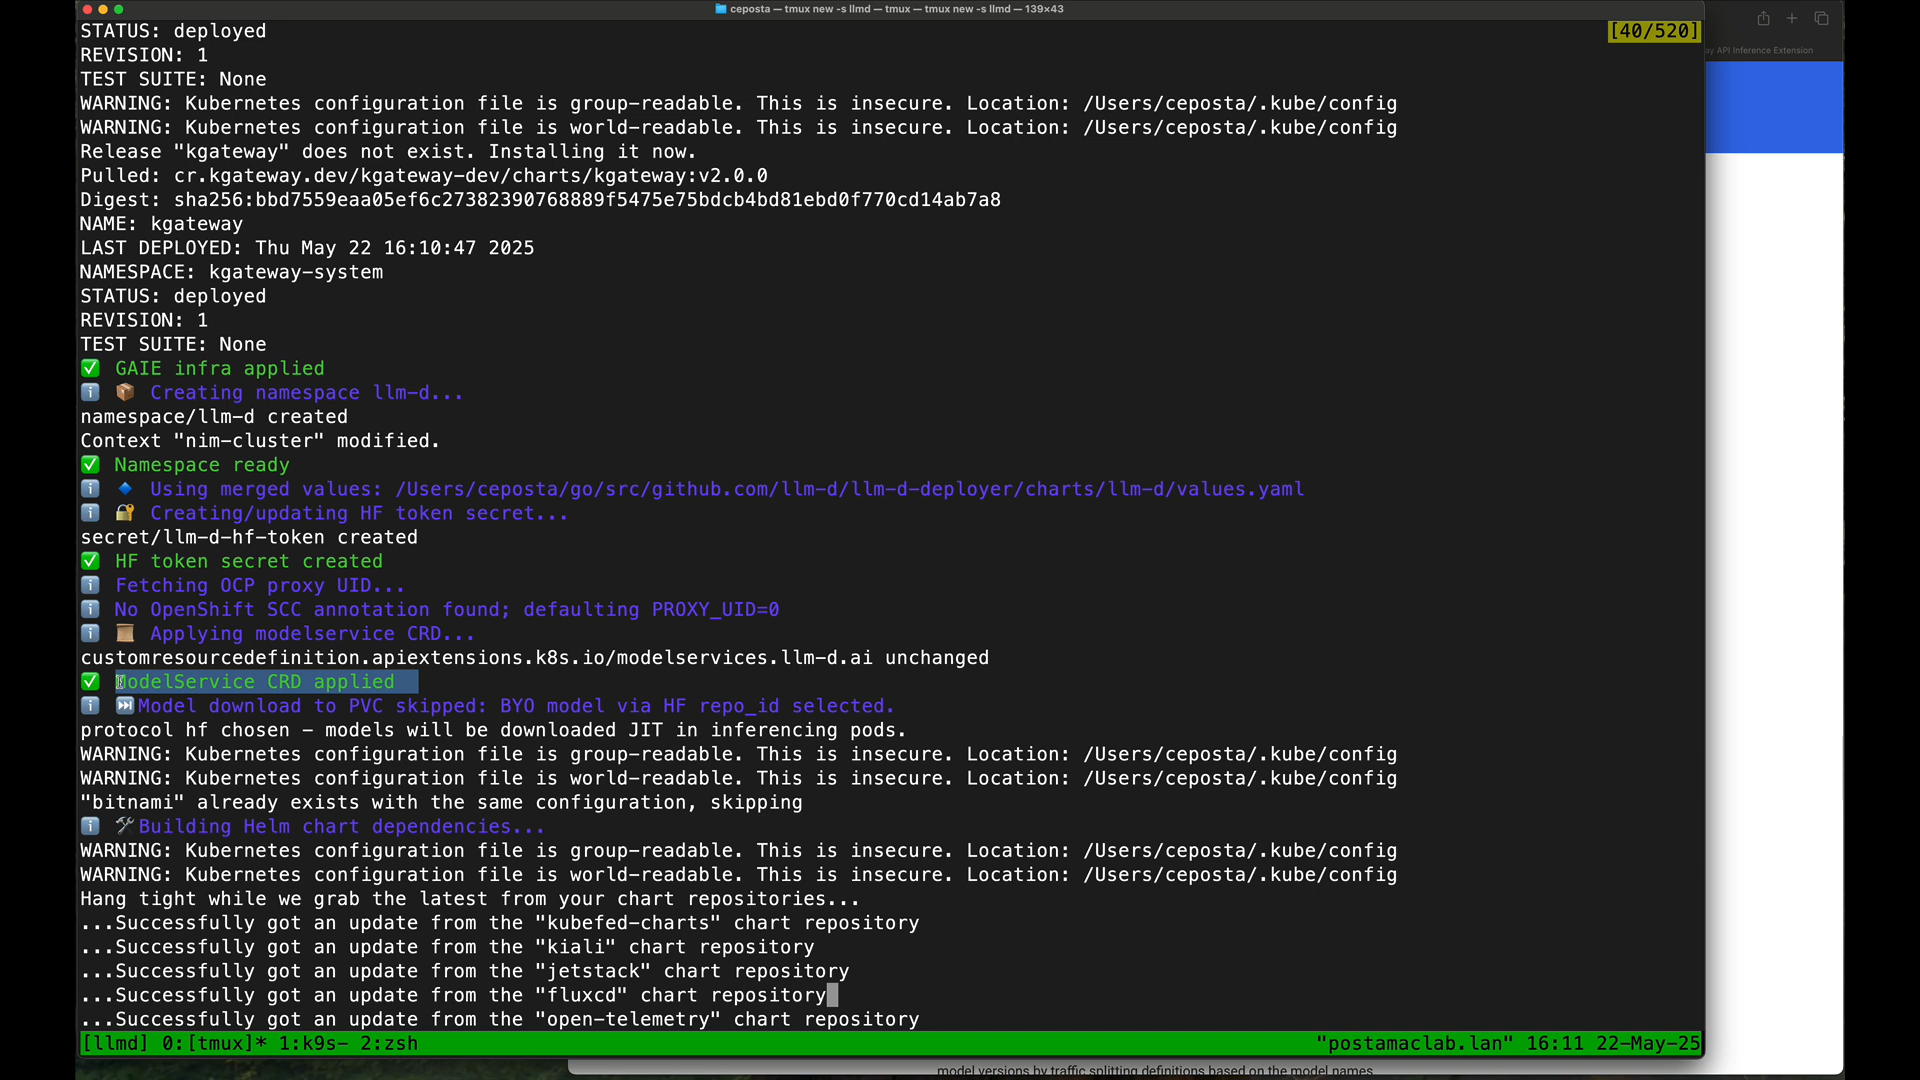 ceposta — tmux new -s llmd — tmux — tmux new -s llmd — 139×43
STATUS: deployed
[40/520]
REVISION: 1
TEST SUITE: None
WARNING: Kubernetes configuration file is group-readable. This is insecure. Location: /Users/ceposta/.kube/config
WARNING: Kubernetes configuration file is world-readable. This is insecure. Location: /Users/ceposta/.kube/config
Release "kgateway" does not exist. Installing it now.
Pulled: cr.kgateway.dev/kgateway-dev/charts/kgateway:v2.0.0
Digest: sha256:bbd7559eaa05ef6c27382390768889f5475e75bdcb4bd81ebd0f770cd14ab7a8
NAME: kgateway
LAST DEPLOYED: Thu May 22 16:10:47 2025
NAMESPACE: kgateway-system
STATUS: deployed
REVISION: 1
TEST SUITE: None
✅ GAIE infra applied
ℹ️ 📦 Creating namespace llm-d...
namespace/llm-d created
Context "nim-cluster" modified.
✅ Namespace ready
ℹ️ 🔹 Using merged values: /Users/ceposta/go/src/github.com/llm-d/llm-d-deployer/charts/llm-d/values.yaml
ℹ️ 🔐 Creating/updating HF token secret...
secret/llm-d-hf-token created
✅ HF token secret created
ℹ️ Fetching OCP proxy UID...
ℹ️ No OpenShift SCC annotation found; defaulting PROXY_UID=0
ℹ️ 📜 Applying modelservice CRD...
customresourcedefinition.apiextensions.k8s.io/modelservices.llm-d.ai unchanged
✅ ModelService CRD applied
ℹ️ ⏭️Model download to PVC skipped: BYO model via HF repo_id selected.
protocol hf chosen - models will be downloaded JIT in inferencing pods.
WARNING: Kubernetes configuration file is group-readable. This is insecure. Location: /Users/ceposta/.kube/config
WARNING: Kubernetes configuration file is world-readable. This is insecure. Location: /Users/ceposta/.kube/config
"bitnami" already exists with the same configuration, skipping
ℹ️ 🛠️Building Helm chart dependencies...
WARNING: Kubernetes configuration file is group-readable. This is insecure. Location: /Users/ceposta/.kube/config
WARNING: Kubernetes configuration file is world-readable. This is insecure. Location: /Users/ceposta/.kube/config
Hang tight while we grab the latest from your chart repositories...
...Successfully got an update from the "kubefed-charts" chart repository
...Successfully got an update from the "kiali" chart repository
...Successfully got an update from the "jetstack" chart repository
...Successfully got an update from the "fluxcd" chart repository
...Successfully got an update from the "open-telemetry" chart repository
[llmd] 0:[tmux]* 1:k9s- 2:zsh
"postamaclab.lan" 16:11 22-May-25
API Inference Extension
model versions by traffic splitting definitions based on the model names